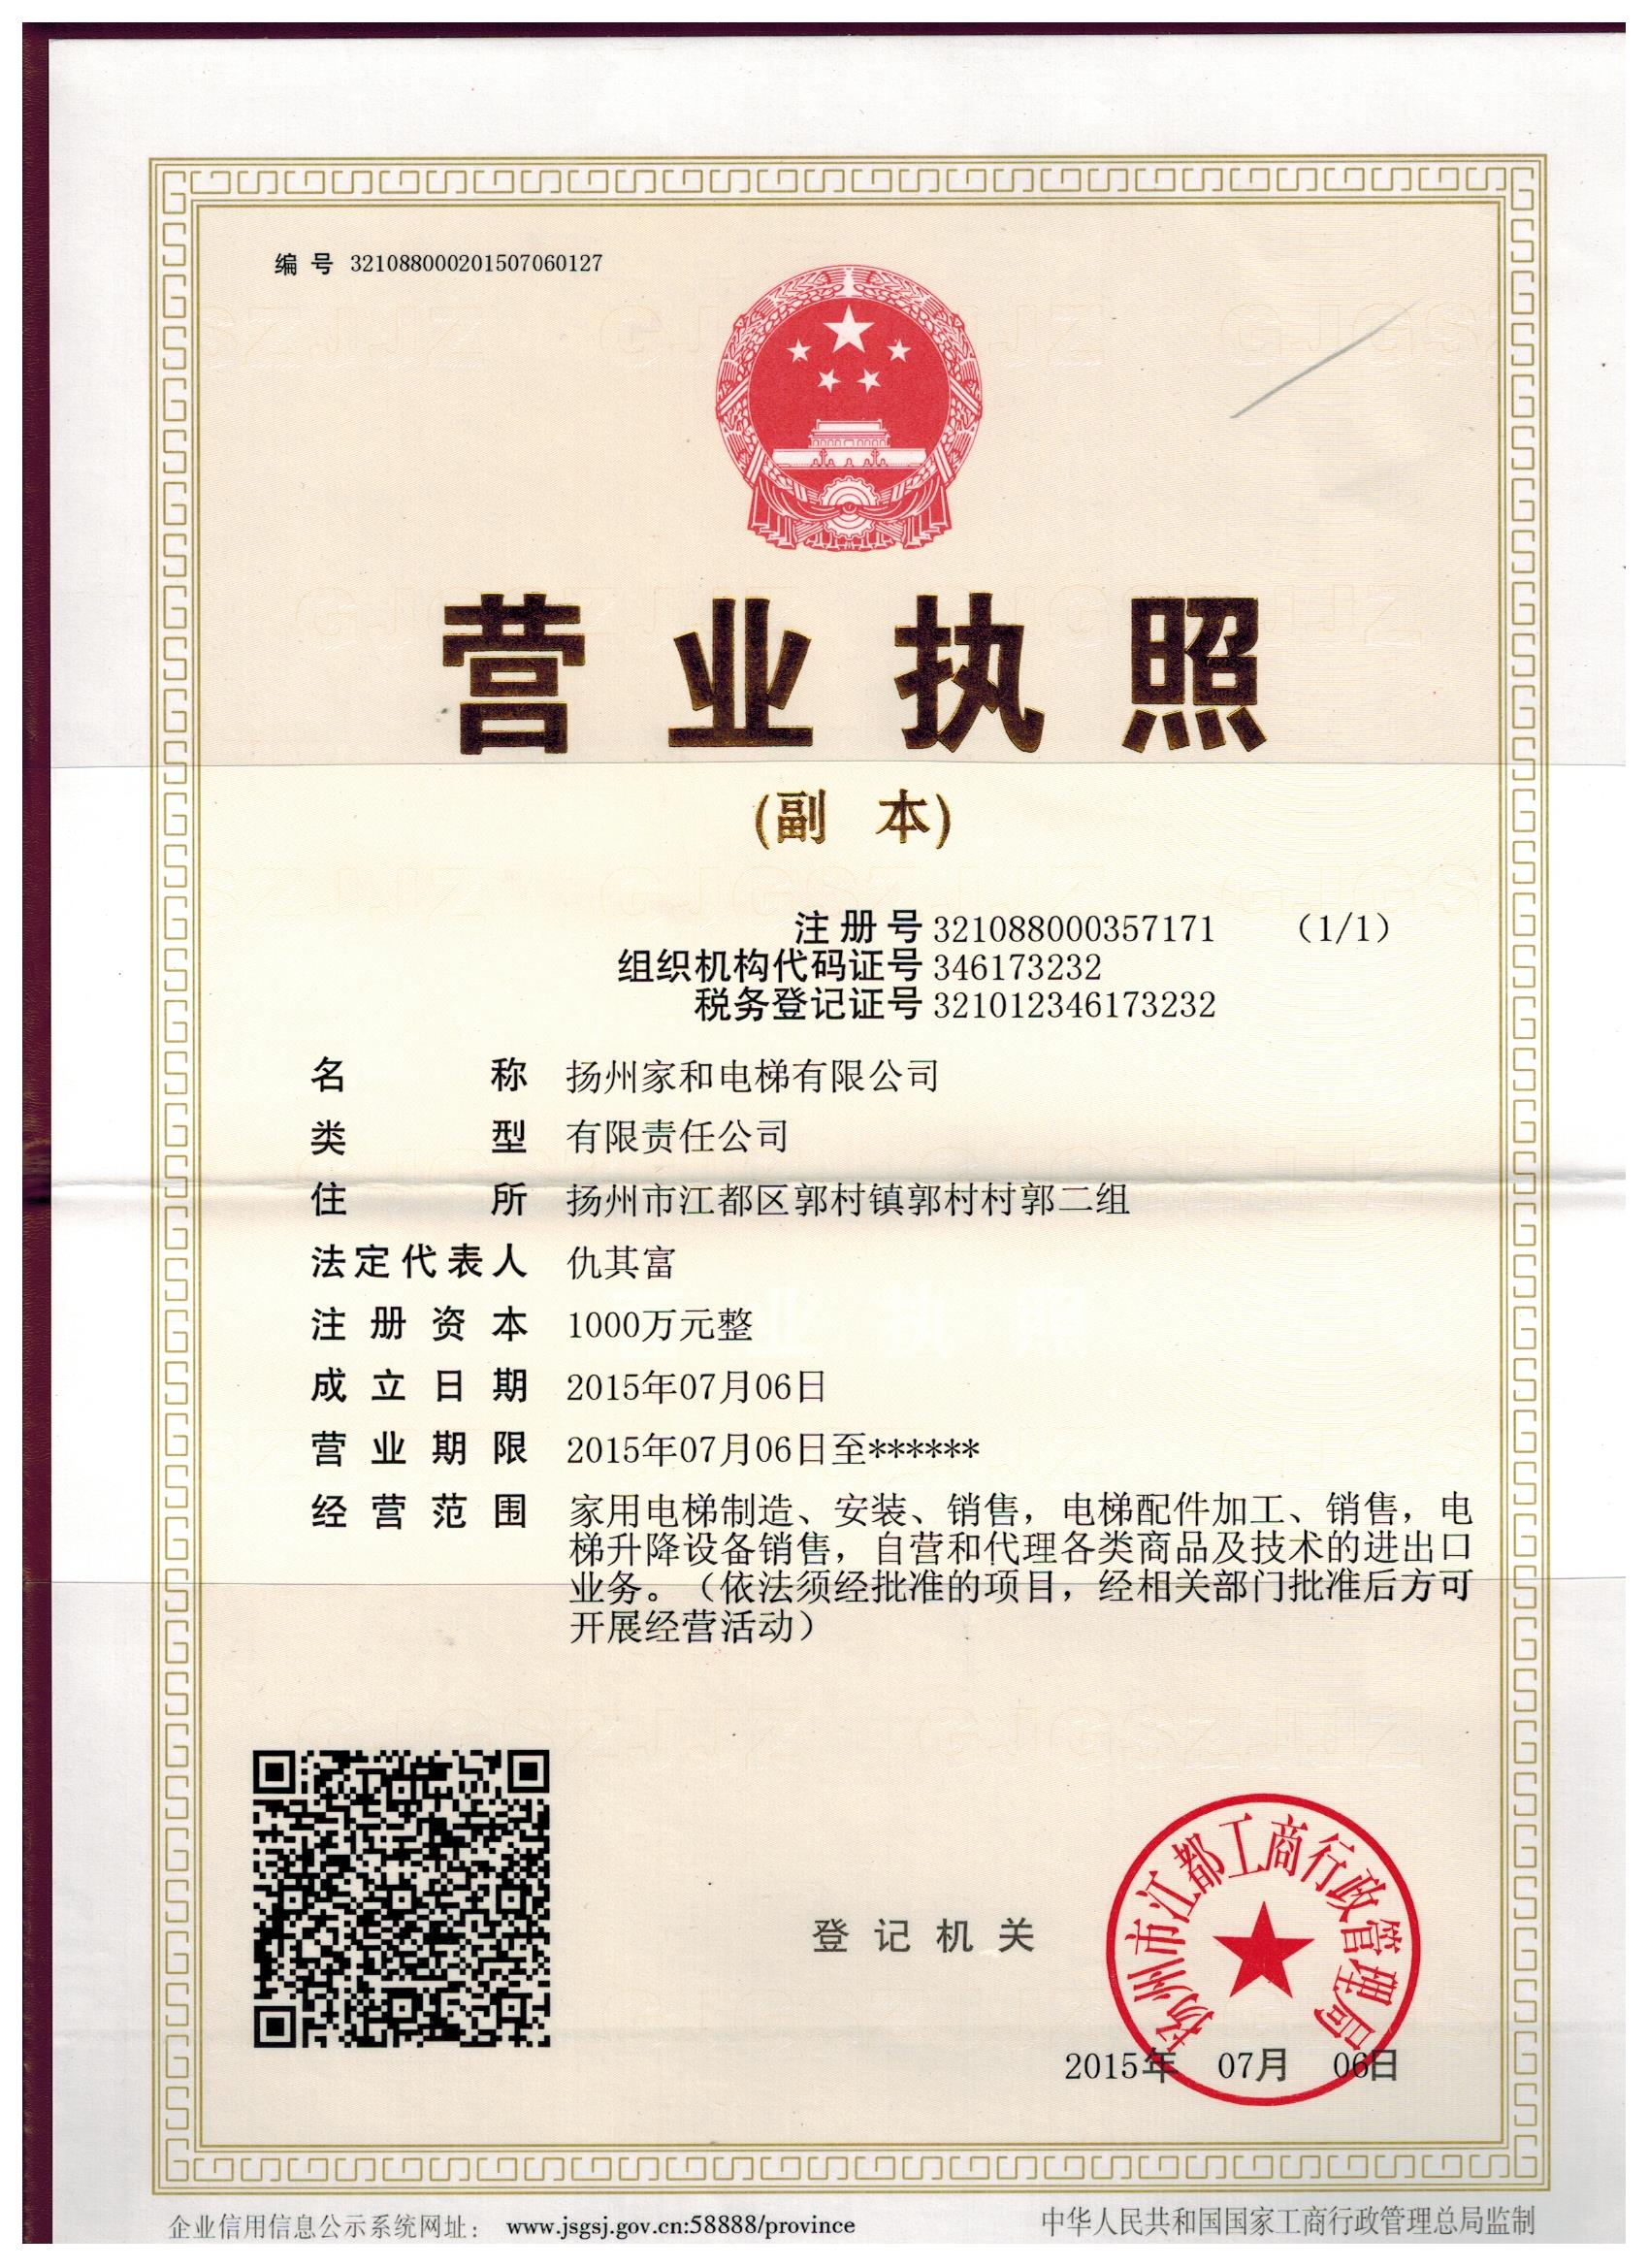 编 号 321088000201507060127
营业执照
(副 本)
注册号 321088000357171 (1/1)
组织机构代码证号 346173232
税务登记证号 321012346173232
名称 扬州家和电梯有限公司
类型 有限责任公司
住所 扬州市江都区郭村镇郭村村郭二组
法定代表人 仇其富
注册资本 1000万元整
成立日期 2015年07月06日
营业期限 2015年07月06日至******
经营范围 家用电梯制造、安装、销售，电梯配件加工、销售，电
梯升降设备销售，自营和代理各类商品及技术的进出口
业务。（依法须经批准的项目，经相关部门批准后方可
开展经营活动）
登记机关
扬州市江都工商行政管理局
2015年 07月 06日
企业信用信息公示系统网址： www.jsgsj.gov.cn:58888/province
中华人民共和国国家工商行政管理总局监制